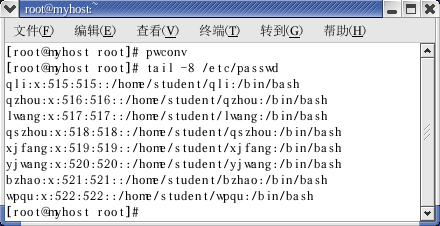 root@myhost:~
文件(F) 编辑(E) 查看(V) 终端(T) 转到(G) 帮助(H)
[root@myhost root]# pwconv
[root@myhost root]# tail -8 /etc/passwd
qli:x:515:515::/home/student/qli:/bin/bash
qzhou:x:516:516::/home/student/qzhou:/bin/bash
lwang:x:517:517::/home/student/lwang:/bin/bash
qszhou:x:518:518::/home/student/qszhou:/bin/bash
xjfang:x:519:519::/home/student/xjfang:/bin/bash
yjwang:x:520:520::/home/student/yjwang:/bin/bash
bzhao:x:521:521::/home/student/bzhao:/bin/bash
wpqu:x:522:522::/home/student/wpqu:/bin/bash
[root@myhost root]#